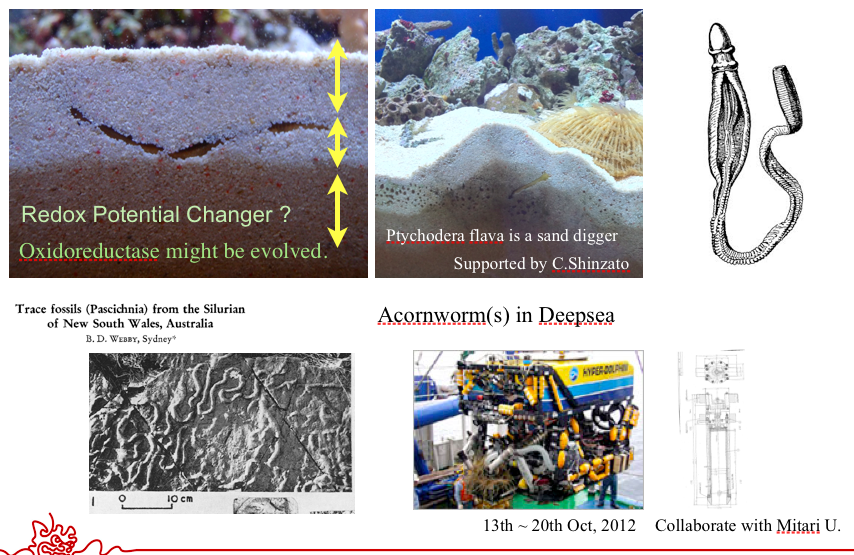 Redox Potential Changer ?
Oxidoreductase might be evolved.
Ptychodera flava is a sand digger
Supported by C.Shinzato
Trace fossils (Pascichnia) from the Silurian
of New South Wales, Australia
B. D. WEBBY, Sydney*
0 10 cm
Acornworm(s) in Deepsea
HYPER-DOLPHIN
13th ~ 20th Oct, 2012
Collaborate with Mitari U.